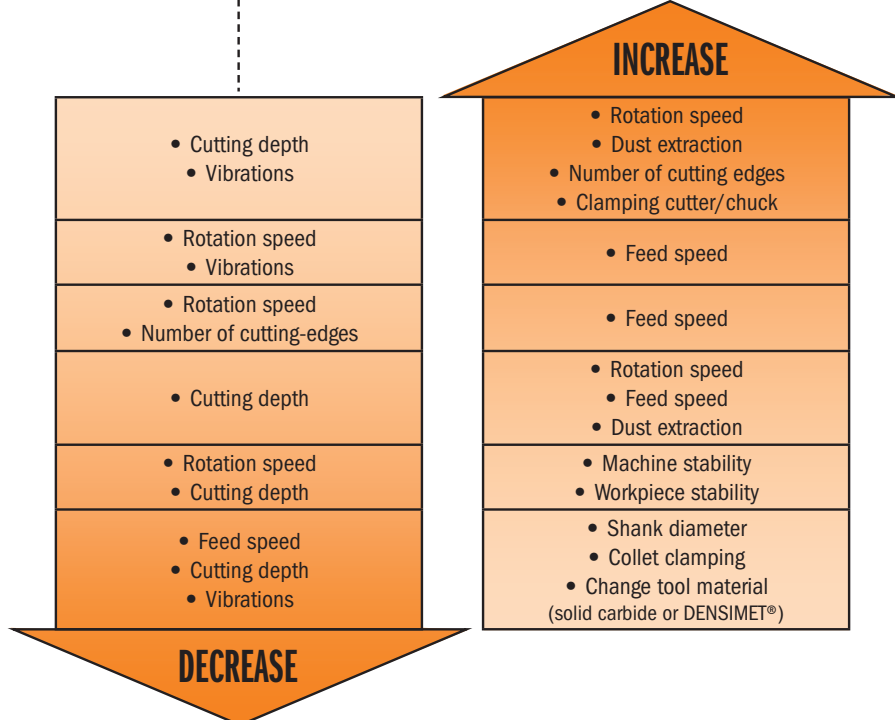 INCREASE
• Cutting depth
• Vibrations
• Rotation speed
• Vibrations
• Rotation speed
• Number of cutting-edges
• Cutting depth
• Rotation speed
• Cutting depth
• Feed speed
• Cutting depth
• Vibrations
DECREASE
• Rotation speed
• Dust extraction
• Number of cutting edges
• Clamping cutter/chuck
• Feed speed
• Feed speed
• Rotation speed
• Feed speed
• Dust extraction
• Machine stability
• Workpiece stability
• Shank diameter
• Collet clamping
• Change tool material
(solid carbide or DENSIMET®)